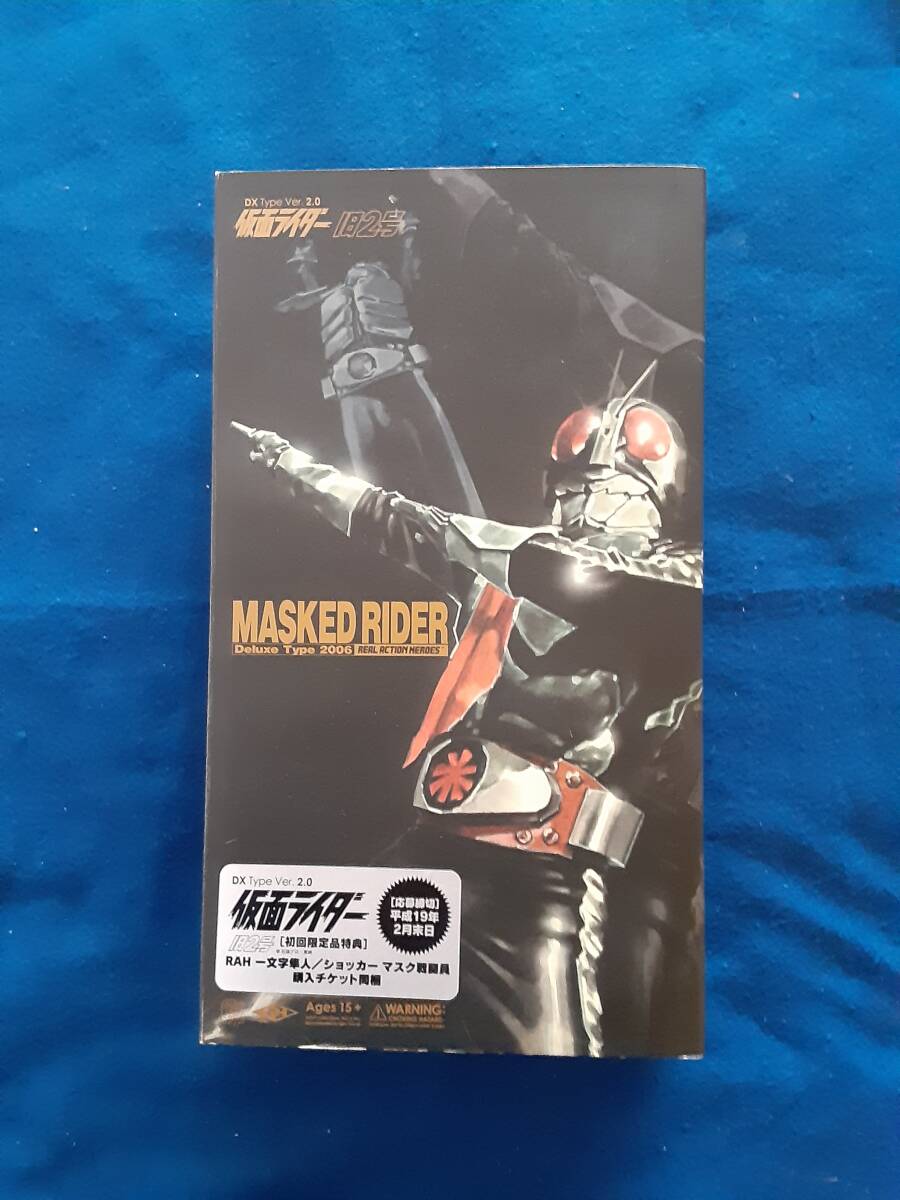 DX Type Ver. 2.0
仮面ライダー 旧2号
MASKED RIDER
Deluxe Type 2006 REAL ACTION HEROES
DX Type Ver. 2.0
仮面ライダー
旧2号 [初回限定品特典]
RAH 一文字隼人/ショッカー マスク戦闘員
購入チケット同梱
[応募締切]
平成19年
2月末日
Ages 15+
⚠WARNING:
CHOKING HAZARD-